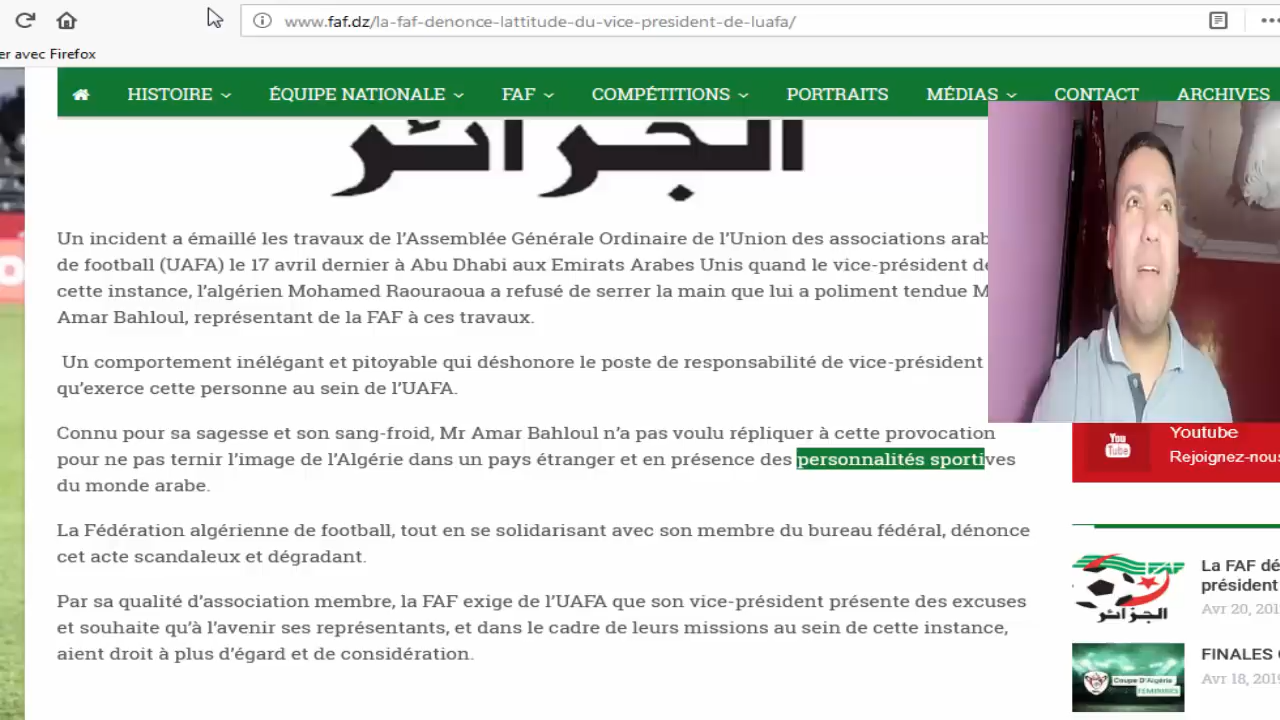 www.faf.dz/la-faf-denonce-lattitude-du-vice-president-de-luafa/
er avec Firefox
HISTOIRE ÉQUIPE NATIONALE FAF COMPÉTITIONS PORTRAITS MÉDIAS CONTACT ARCHIVES
الجزائر
Un incident a émaillé les travaux de l’Assemblée Générale Ordinaire de l’Union des associations arab
de football (UAFA) le 17 avril dernier à Abu Dhabi aux Emirats Arabes Unis quand le vice-président de
cette instance, l’algérien Mohamed Raouraoua a refusé de serrer la main que lui a poliment tendue M
Amar Bahloul, représentant de la FAF à ces travaux.
Un comportement inélégant et pitoyable qui déshonore le poste de responsabilité de vice-président
qu’exerce cette personne au sein de l’UAFA.
Connu pour sa sagesse et son sang-froid, Mr Amar Bahloul n’a pas voulu répliquer à cette provocation
pour ne pas ternir l’image de l’Algérie dans un pays étranger et en présence des personnalités sportives
du monde arabe.
La Fédération algérienne de football, tout en se solidarisant avec son membre du bureau fédéral, dénonce
cet acte scandaleux et dégradant.
Par sa qualité d’association membre, la FAF exige de l’UAFA que son vice-président présente des excuses
et souhaite qu’à l’avenir ses représentants, et dans le cadre de leurs missions au sein de cette instance,
aient droit à plus d’égard et de considération.
You
Tube
Youtube
Rejoignez-nous
FAF
الجزائر
La FAF dé
président
Avr 20, 201
Coupe D'Algérie
FÉMININES
FINALES
Avr 18, 2019